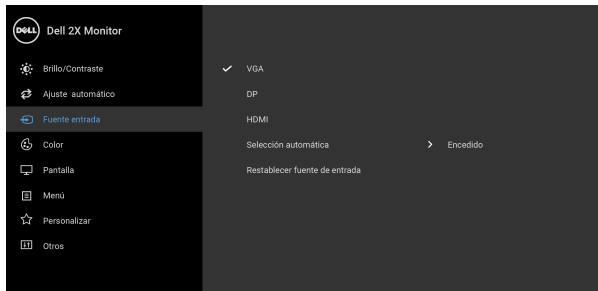 DELL Dell 2X Monitor
Brillo/Contraste
VGA
Ajuste automático
DP
Fuente entrada
HDMI
Color
Selección automática
Encedido
Pantalla
Restablecer fuente de entrada
Menú
Personalizar
Otros